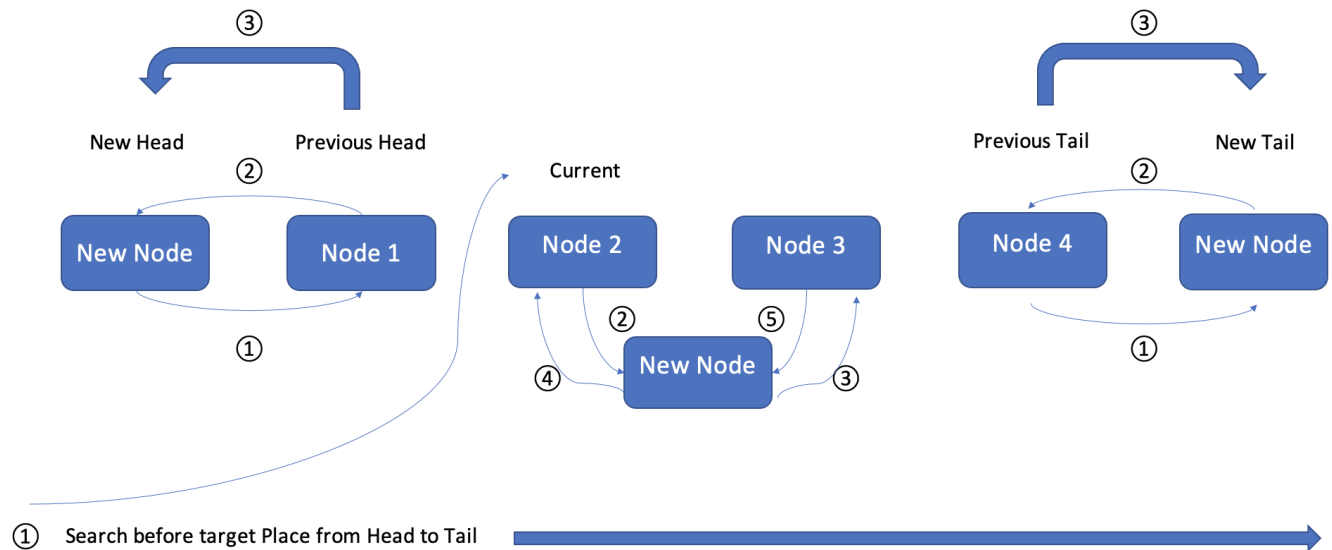 ③
③
New Head
Previous Head
Previous Tail
New Tail
②
Current
②
New Node
Node 1
Node 2
Node 3
Node 4
New Node
①
②
⑤
①
New Node
④
③
① Search before target Place from Head to Tail